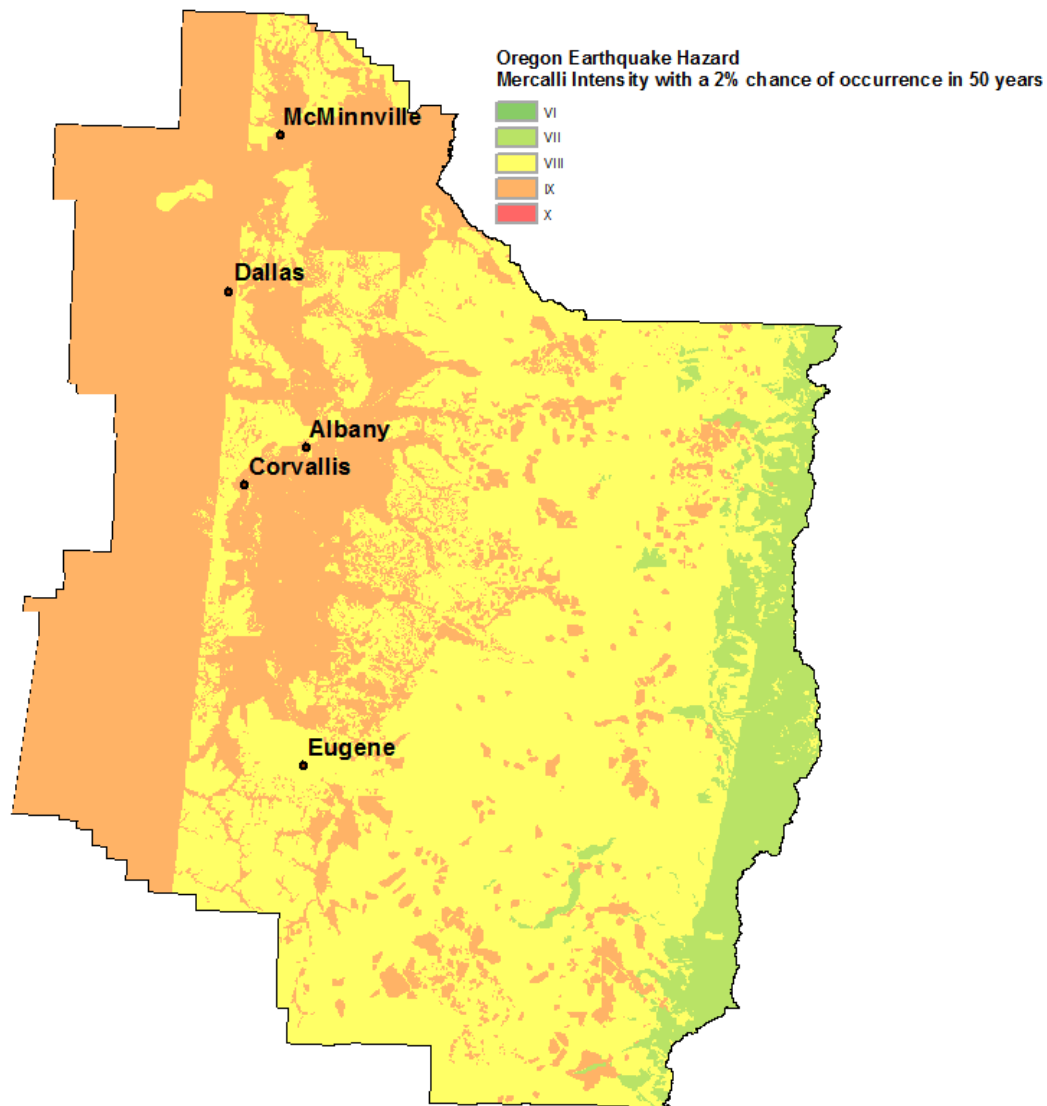 Oregon Earthquake Hazard
Mercalli Intensity with a 2% chance of occurrence in 50 years
VI
VII
VIII
IX
X
McMinnville
Dallas
Albany
Corvallis
Eugene